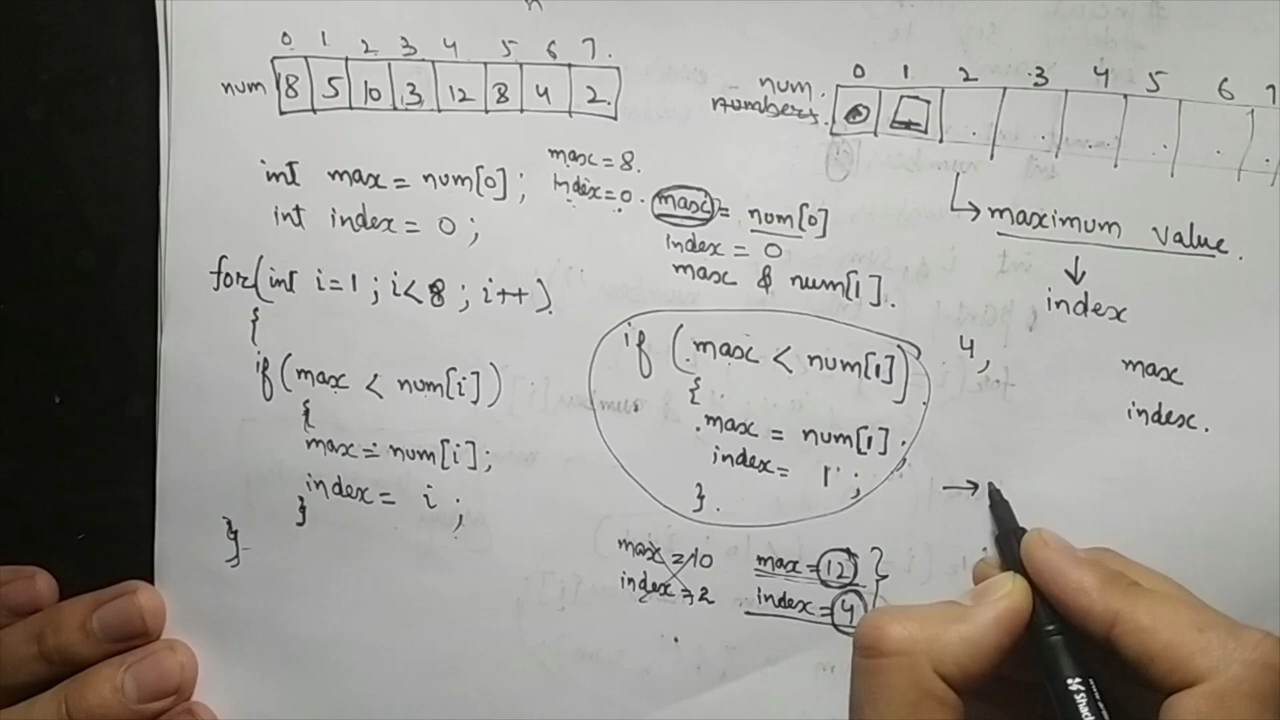 0 1 2 3 4 5 6 7.
num 8 5 10 3 12 8 4 2.
int max = num[0];
int index = 0;
for(int i=1; i<8; i++)
{
if(max < num[i])
{
max = num[i];
index = i;
}
}
max = 8.
index = 0.
max = num[0]
index = 0
max & num[1].
if (max < num[1])
{
max = num[1];
index = 1;
}.
max = 10
index = 2
max = 12
index = 4
}
0 1 2 3 4 5 6 7
num.
numbers. 0
maximum value.
index
4,
max
index.